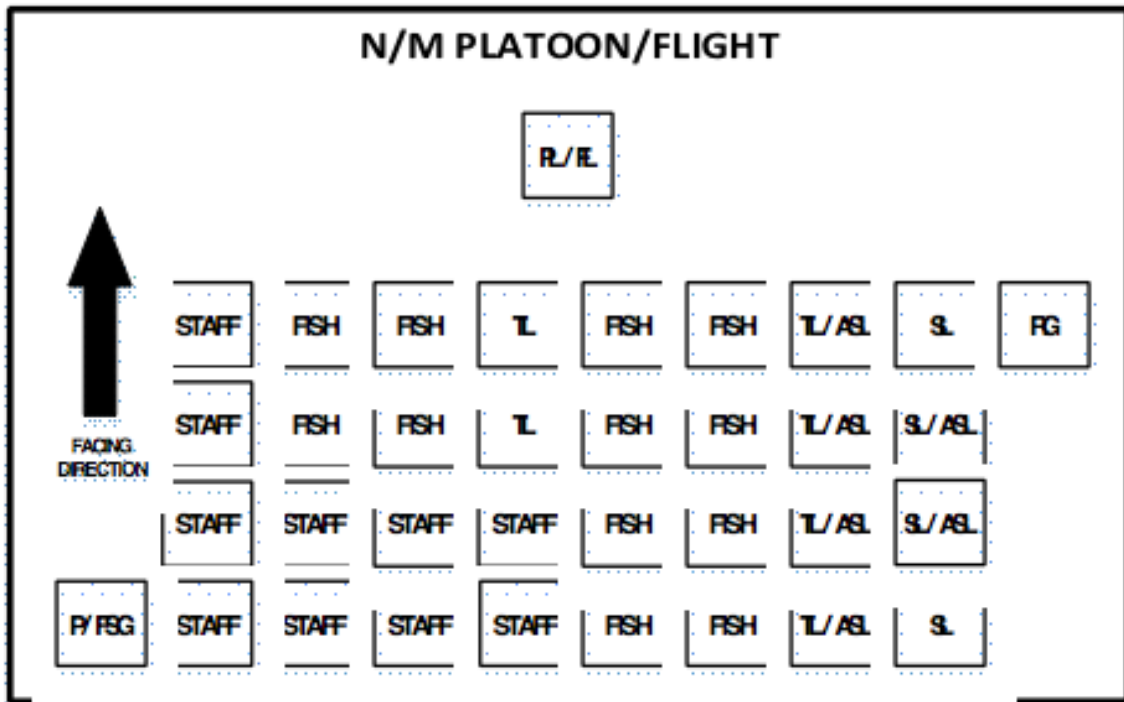 N/M PLATOON/FLIGHT
PL/FL
STAFF FISH FISH TL FISH FISH TL/ASL SL FG
STAFF FISH FISH TL FISH FISH TL/ASL SL/ASL
FACING
DIRECTION
STAFF STAFF STAFF STAFF FISH FISH TL/ASL SL/ASL
P/FSG STAFF STAFF STAFF STAFF FISH FISH TL/ASL SL